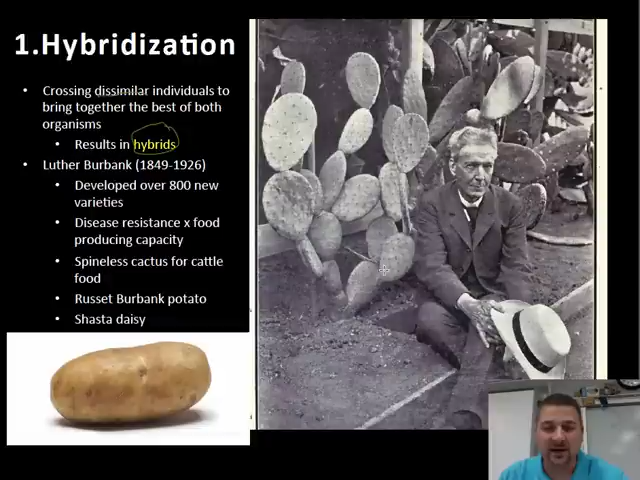 1.Hybridization
• Crossing dissimilar individuals to
bring together the best of both
organisms
• Results in hybrids
• Luther Burbank (1849-1926)
• Developed over 800 new
varieties
• Disease resistance x food
producing capacity
• Spineless cactus for cattle
food
• Russet Burbank potato
• Shasta daisy